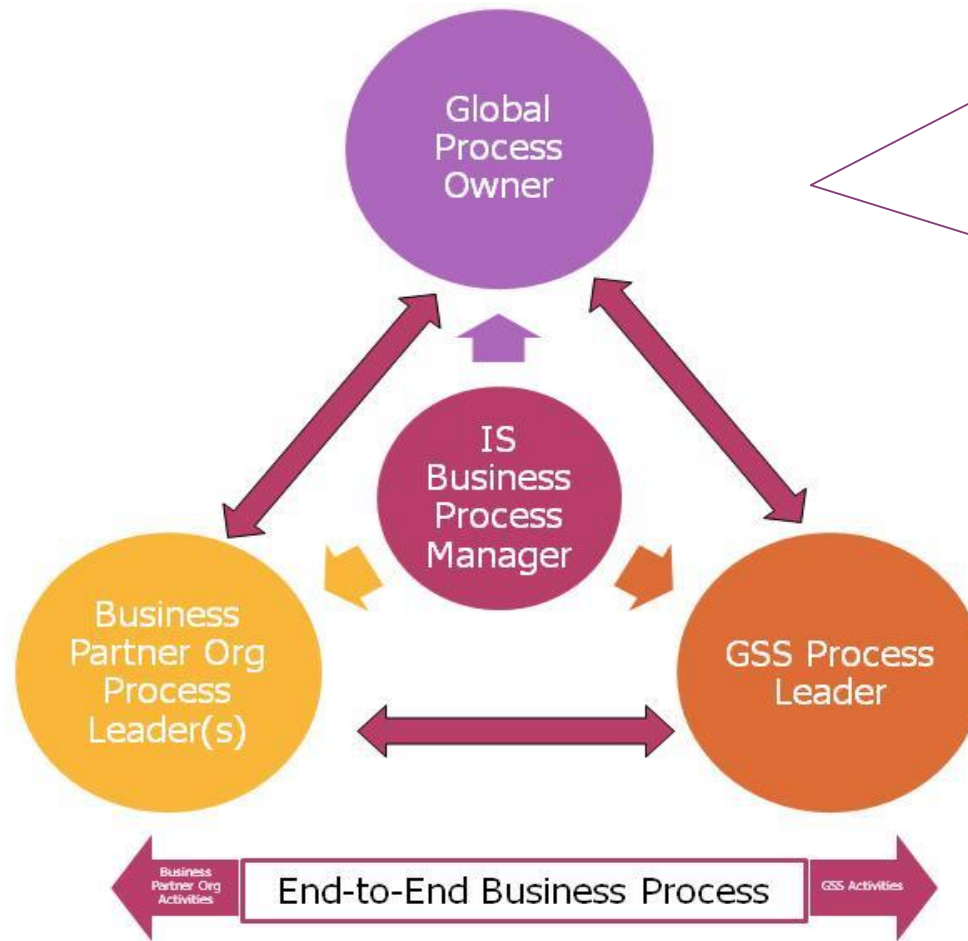 Global
Process
Owner
IS
Business
Process
Manager
Business
Partner Org
Process
Leader(s)
GSS Process
Leader
Business
Partner Org
Activities
End-to-End Business Process
GSS Activities